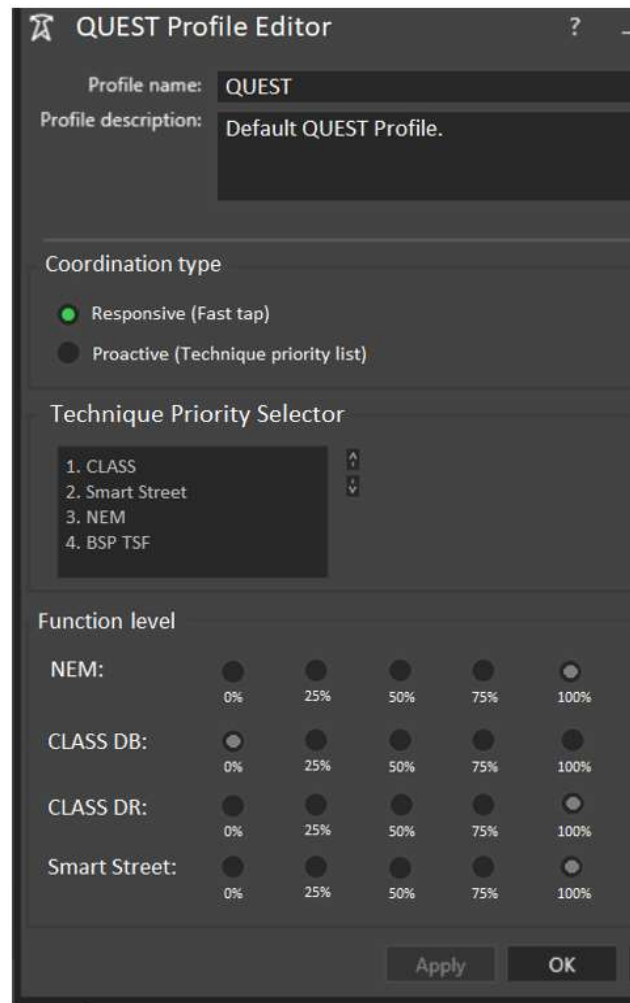 QUEST Profile Editor ?
Profile name: QUEST
Profile description: Default QUEST Profile.
Coordination type
Responsive (Fast tap)
Proactive (Technique priority list)
Technique Priority Selector
1. CLASS
2. Smart Street
3. NEM
4. BSP TSF
Function level
NEM:
0% 25% 50% 75% 100%
CLASS DB:
0% 25% 50% 75% 100%
CLASS DR:
0% 25% 50% 75% 100%
Smart Street:
0% 25% 50% 75% 100%
Apply OK